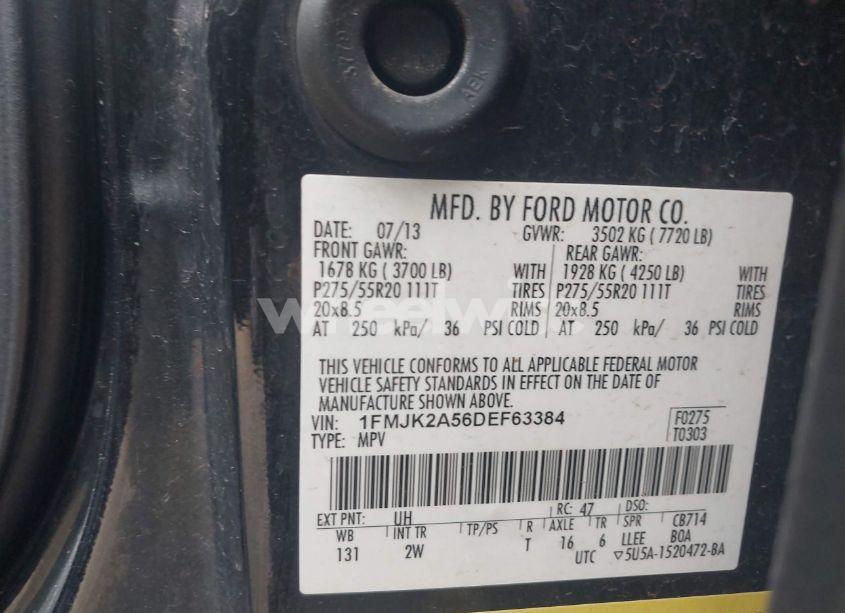 MFD. BY FORD MOTOR CO.
DATE: 07/13 GVWR: 3502 KG ( 7720 LB)
FRONT GAWR: REAR GAWR:
1678 KG ( 3700 LB) WITH 1928 KG ( 4250 LB) WITH
P275/55R20 111T TIRES P275/55R20 111T TIRES
20x8.5 RIMS 20x8.5 RIMS
AT 250 kPa/ 36 PSI COLD AT 250 kPa/ 36 PSI COLD
THIS VEHICLE CONFORMS TO ALL APPLICABLE FEDERAL MOTOR
VEHICLE SAFETY STANDARDS IN EFFECT ON THE DATE OF
MANUFACTURE SHOWN ABOVE.
VIN: 1FMJK2A56DEF63384 F0275
TYPE: MPV T0303
EXT PNT: UH RC: 47 DSO:
WB INT TR TP/PS R AXLE TR SPR CB714
131 2W T 16 6 LLEE BOA
UTC ▽5U5A-1520472-BA